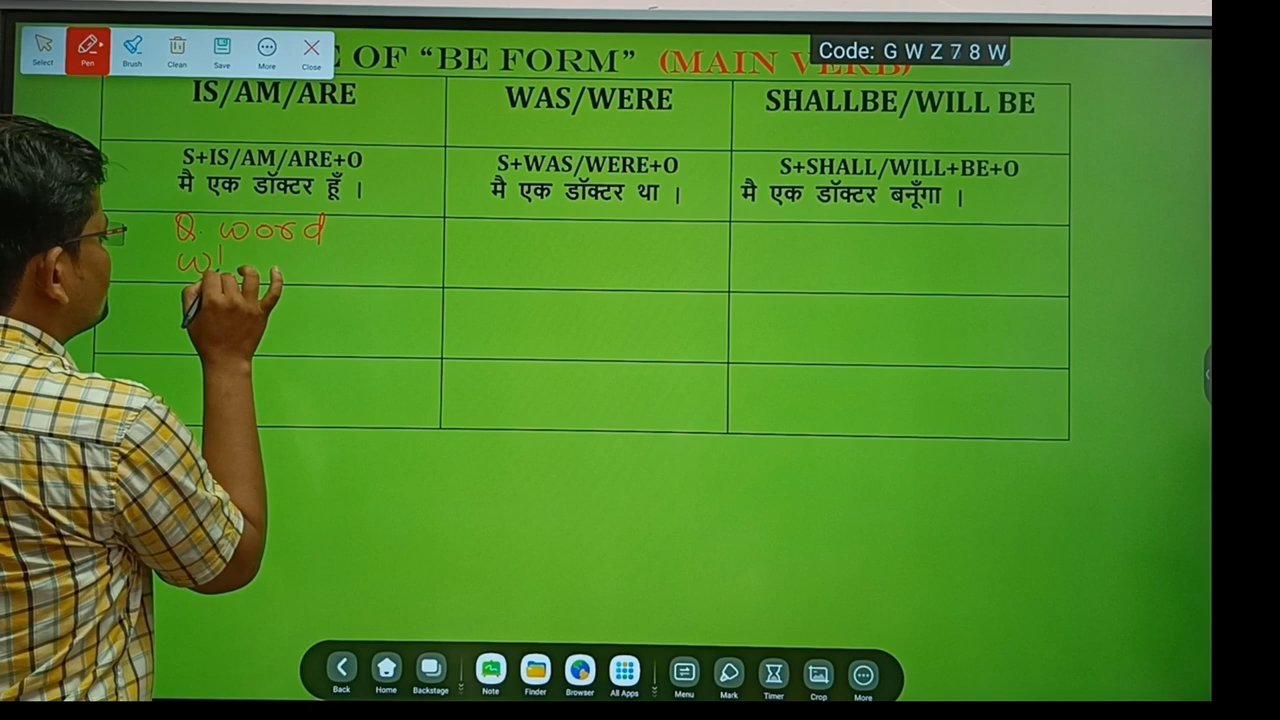 Select Pen Brush Clean Save More Close
E OF “BE FORM” (MAIN VERB)
Code: G W Z 7 8 W
IS/AM/ARE WAS/WERE SHALLBE/WILL BE
S+IS/AM/ARE+O S+WAS/WERE+O S+SHALL/WILL+BE+O
मै एक डॉक्टर हूँ । मै एक डॉक्टर था । मै एक डॉक्टर बनूँगा ।
Q. word
Back Home Backstage Note Finder Browser All Apps Menu Mark Timer Crop More